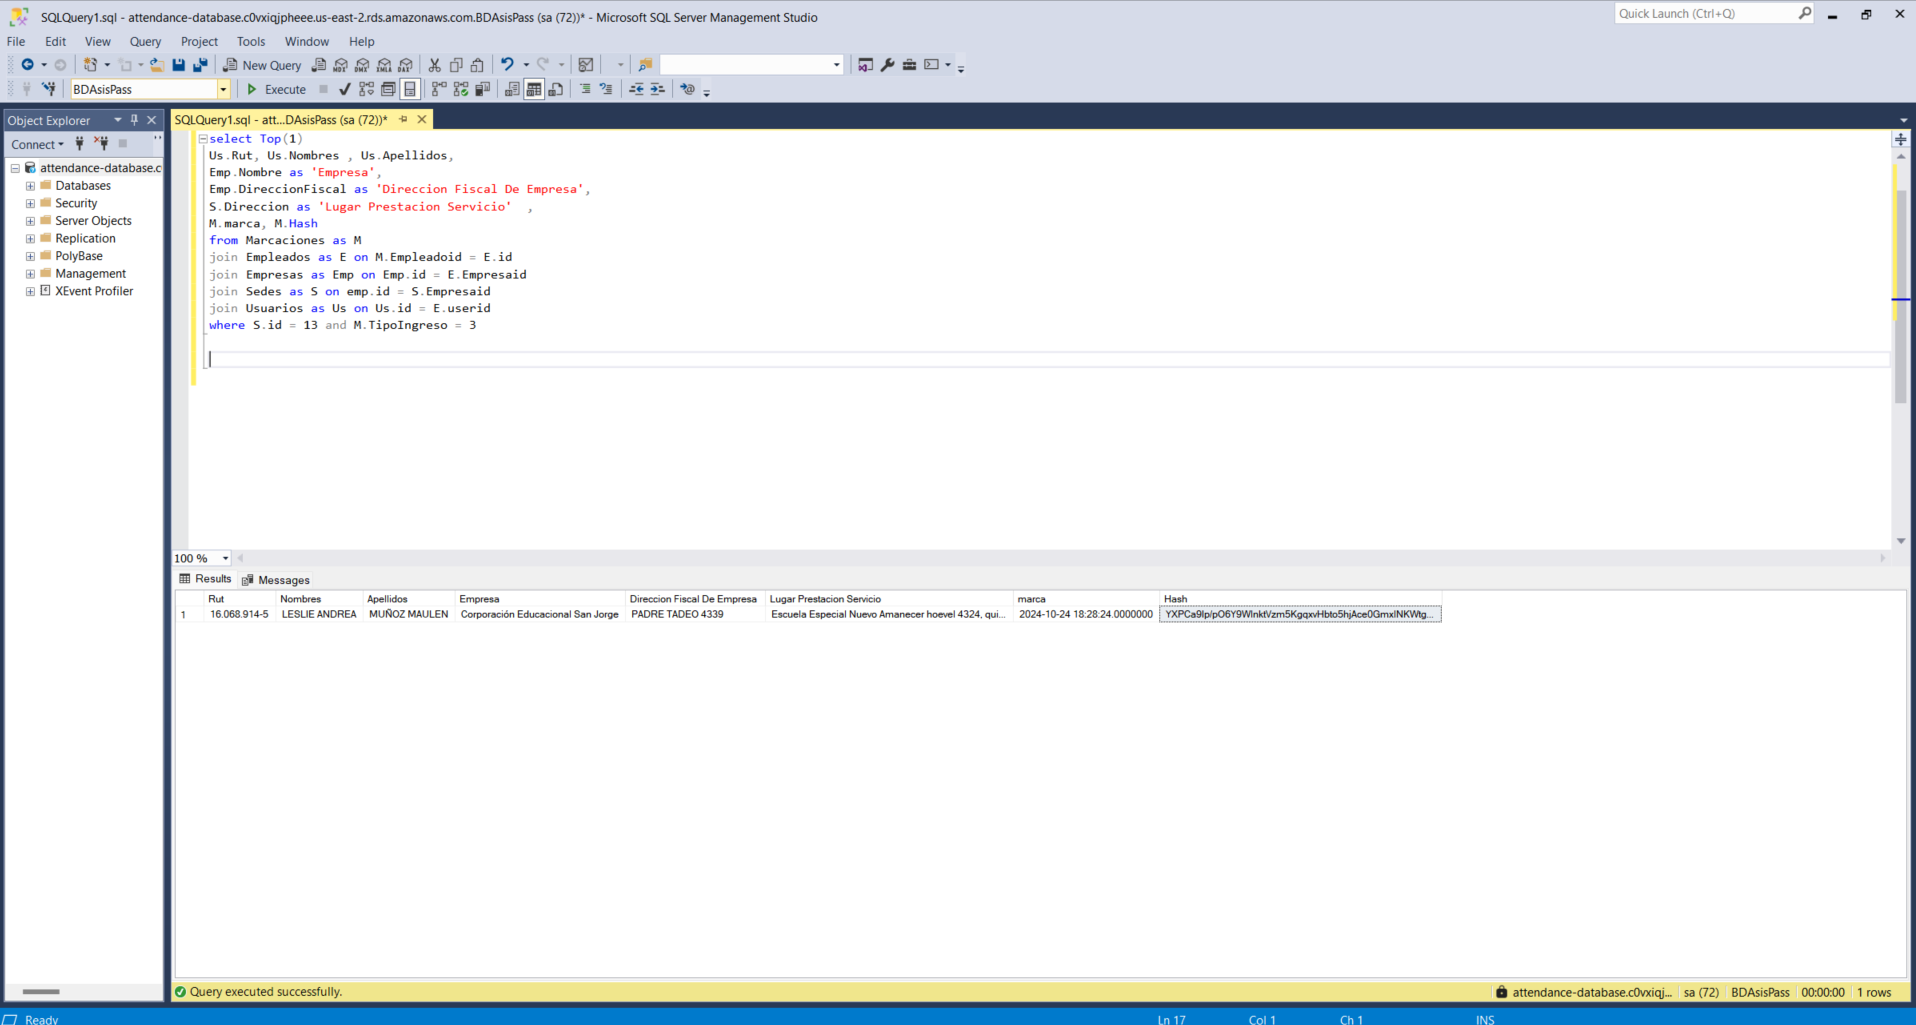 SQLQuery1.sql - attendance-database.c0vxiqjpheee.us-east-2.rds.amazonaws.com.BDAsisPass (sa (72))* - Microsoft SQL Server Management Studio
Quick Launch (Ctrl+Q)
File Edit View Query Project Tools Window Help
New Query
BDAsisPass
Execute
Object Explorer
SQLQuery1.sql - att...DAsisPass (sa (72))*
Connect
attendance-database.c
Databases
Security
Server Objects
Replication
PolyBase
Management
XEvent Profiler
select Top(1)
Us.Rut, Us.Nombres , Us.Apellidos,
Emp.Nombre as 'Empresa',
Emp.DireccionFiscal as 'Direccion Fiscal De Empresa',
S.Direccion as 'Lugar Prestacion Servicio'  ,
M.marca, M.Hash
from Marcaciones as M
join Empleados as E on M.Empleadoid = E.id
join Empresas as Emp on Emp.id = E.Empresaid
join Sedes as S on emp.id = S.Empresaid
join Usuarios as Us on Us.id = E.userid
where S.id = 13 and M.TipoIngreso = 3
100 %
Results Messages
Rut Nombres Apellidos Empresa Direccion Fiscal De Empresa Lugar Prestacion Servicio marca Hash
1 16.068.914-5 LESLIE ANDREA MUÑOZ MAULEN Corporación Educacional San Jorge PADRE TADEO 4339 Escuela Especial Nuevo Amanecer hoevel 4324, qui... 2024-10-24 18:28:24.0000000
Query executed successfully.
attendance-database.c0vxiqj... sa (72) BDAsisPass 00:00:00 1 rows
Ready Ln 17 Col 1 Ch 1 INS